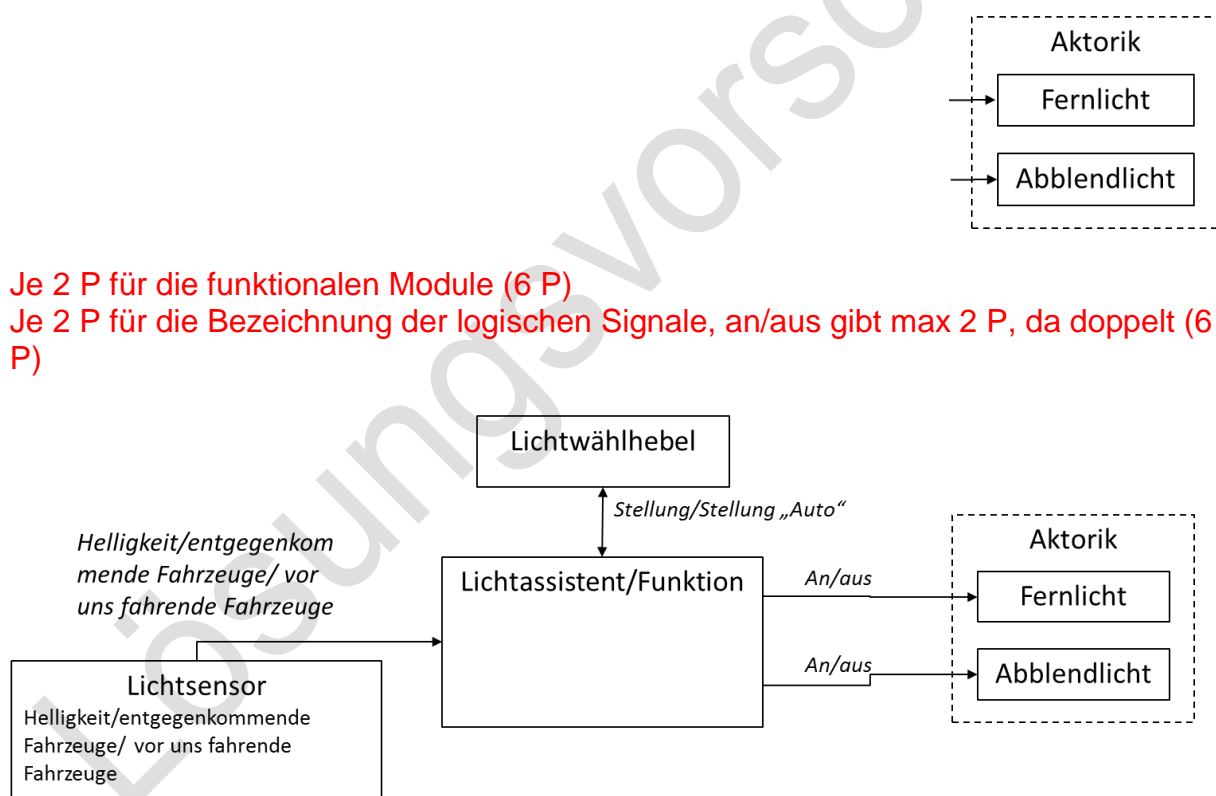 Aktorik
Fernlicht
Abblendlicht
Je 2 P für die funktionalen Module (6 P)
Je 2 P für die Bezeichnung der logischen Signale, an/aus gibt max 2 P, da doppelt (6
P)
Lichtwählhebel
Stellung/Stellung „Auto“
Helligkeit/entgegenkom
mende Fahrzeuge/ vor
uns fahrende Fahrzeuge
Lichtassistent/Funktion
An/aus
An/aus
Aktorik
Fernlicht
Abblendlicht
Lichtsensor
Helligkeit/entgegenkommende
Fahrzeuge/ vor uns fahrende
Fahrzeuge
Lösungsvorsc